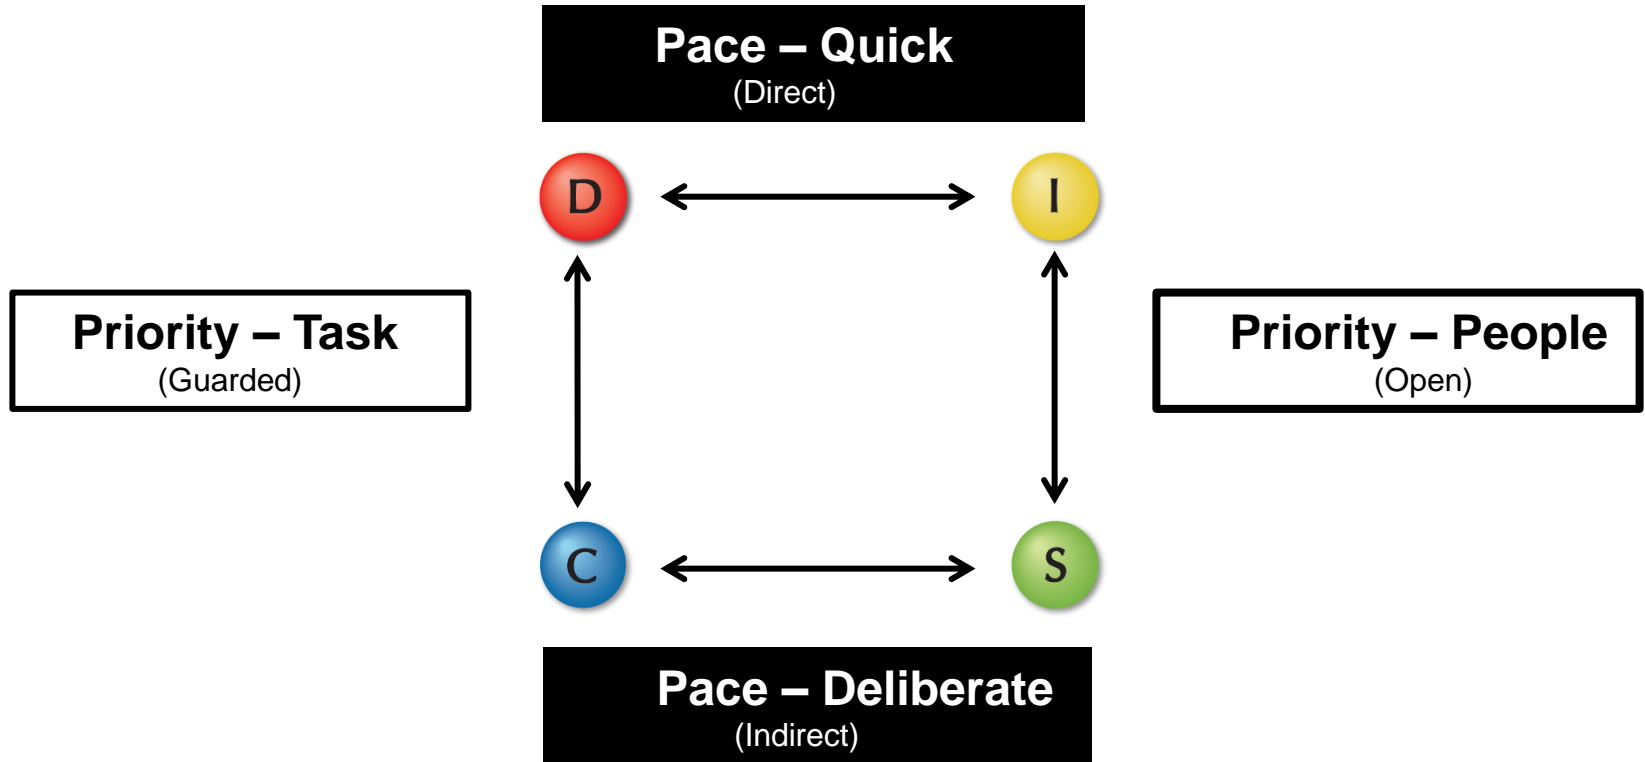 Pace – Quick
(Direct)
D
I
Priority – Task
(Guarded)
Priority – People
(Open)
C
S
Pace – Deliberate
(Indirect)